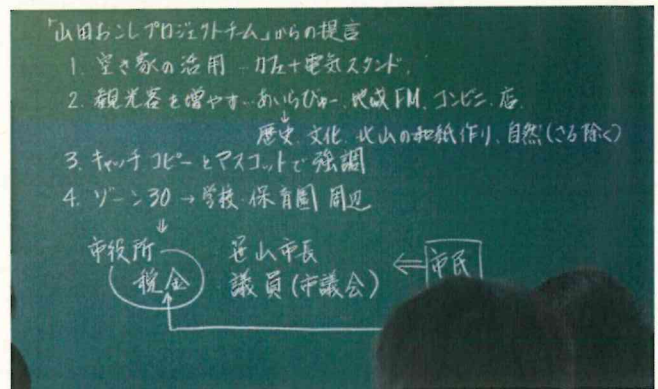 「山田おこしプロジェクトチーム」からの提言
1. 空き家の活用…カフェ+電気スタンド.
2. 観光客を増やす…あいらびゅー.地域FM.コンビニ.店.
↓
歴史.文化.北山の和紙作り、自然(さる除く)
3. キャッチコピーとマスコットで強調
4. ゾーン30→学校.保育園周辺
⇓
市役所 笹山市長 ⇐ 市民
税金 議員(市議会)